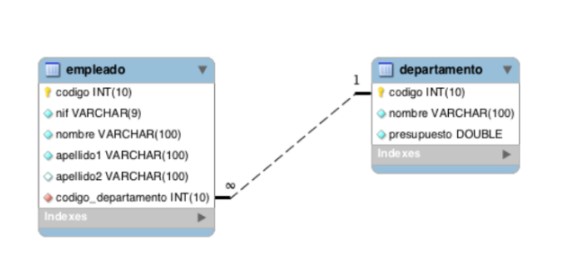 empleado
codigo INT(10)
nif VARCHAR(9)
nombre VARCHAR(100)
apellido1 VARCHAR(100)
apellido2 VARCHAR(100)
codigo_departamento INT(10)
Indexes
∞
1
departamento
codigo INT(10)
nombre VARCHAR(100)
presupuesto DOUBLE
Indexes